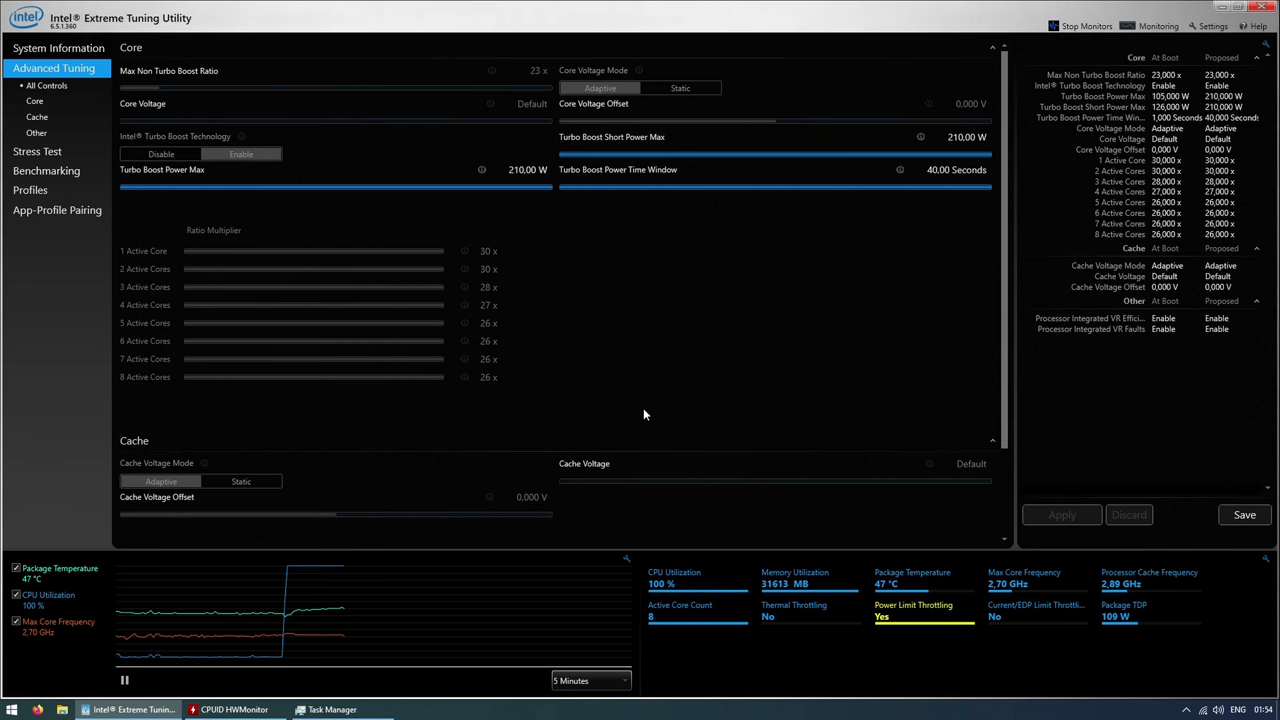 intel Intel® Extreme Tuning Utility
6.5.1.360
Stop Monitors Monitoring Settings Help
System Information
Advanced Tuning
• All Controls
Core
Cache
Other
Stress Test
Benchmarking
Profiles
App-Profile Pairing
Core
Max Non Turbo Boost Ratio 23 x
Core Voltage Mode
Adaptive Static
Core Voltage Default
Core Voltage Offset 0,000 V
Intel® Turbo Boost Technology
Disable Enable
Turbo Boost Short Power Max 210,00 W
Turbo Boost Power Max 210,00 W
Turbo Boost Power Time Window 40,00 Seconds
Ratio Multiplier
1 Active Core 30 x
2 Active Cores 30 x
3 Active Cores 28 x
4 Active Cores 27 x
5 Active Cores 26 x
6 Active Cores 26 x
7 Active Cores 26 x
8 Active Cores 26 x
Cache
Cache Voltage Mode
Adaptive Static
Cache Voltage Default
Cache Voltage Offset 0,000 V
Core At Boot Proposed
Max Non Turbo Boost Ratio 23,000 x 23,000 x
Intel® Turbo Boost Technology Enable Enable
Turbo Boost Power Max 105,000 W 210,000 W
Turbo Boost Short Power Max 126,000 W 210,000 W
Turbo Boost Power Time Win... 1,000 Seconds 40,000 Seconds
Core Voltage Mode Adaptive Adaptive
Core Voltage Default Default
Core Voltage Offset 0,000 V 0,000 V
1 Active Core 30,000 x 30,000 x
2 Active Cores 30,000 x 30,000 x
3 Active Cores 28,000 x 28,000 x
4 Active Cores 27,000 x 27,000 x
5 Active Cores 26,000 x 26,000 x
6 Active Cores 26,000 x 26,000 x
7 Active Cores 26,000 x 26,000 x
8 Active Cores 26,000 x 26,000 x
Cache At Boot Proposed
Cache Voltage Mode Adaptive Adaptive
Cache Voltage Default Default
Cache Voltage Offset 0,000 V 0,000 V
Other At Boot Proposed
Processor Integrated VR Effici... Enable Enable
Processor Integrated VR Faults Enable Enable
Apply Discard Save
Package Temperature
47 °C
CPU Utilization
100 %
Max Core Frequency
2,70 GHz
5 Minutes
CPU Utilization Memory Utilization Package Temperature Max Core Frequency Processor Cache Frequency
100 % 31613 MB 47 °C 2,70 GHz 2,89 GHz
Active Core Count Thermal Throttling Power Limit Throttling Current/EDP Limit Throttli... Package TDP
8 No Yes No 109 W
Intel® Extreme Tunin... CPUID HWMonitor Task Manager ENG 01:54